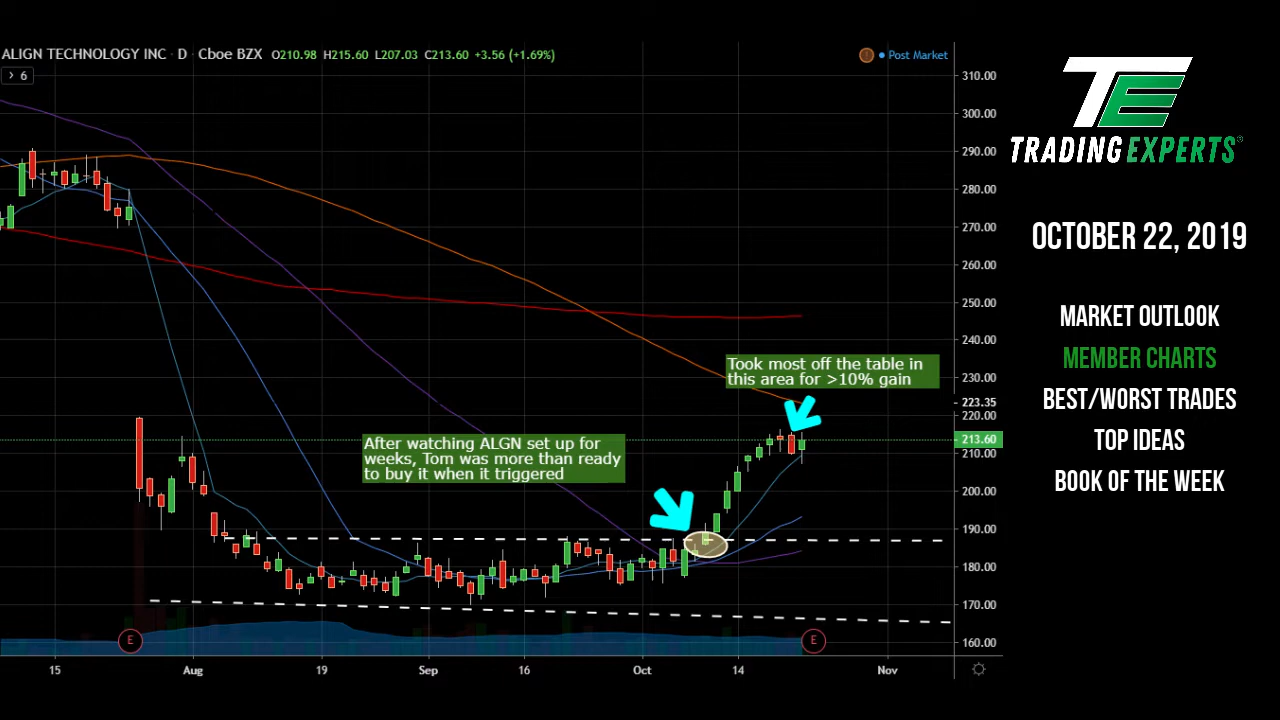 ALIGN TECHNOLOGY INC · D · Cboe BZX O210.98 H215.60 L207.03 C213.60 +3.56 (+1.69%)
Post Market
> 6
310.00
300.00
290.00
280.00
270.00
260.00
250.00
240.00
230.00
223.35
220.00
213.60
210.00
200.00
190.00
180.00
170.00
160.00
Took most off the table in
this area for >10% gain
After watching ALGN set up for
weeks, Tom was more than ready
to buy it when it triggered
E
E
15
Aug
19
Sep
16
Oct
14
Nov
TE
TRADING EXPERTS®
OCTOBER 22, 2019
MARKET OUTLOOK
MEMBER CHARTS
BEST/WORST TRADES
TOP IDEAS
BOOK OF THE WEEK